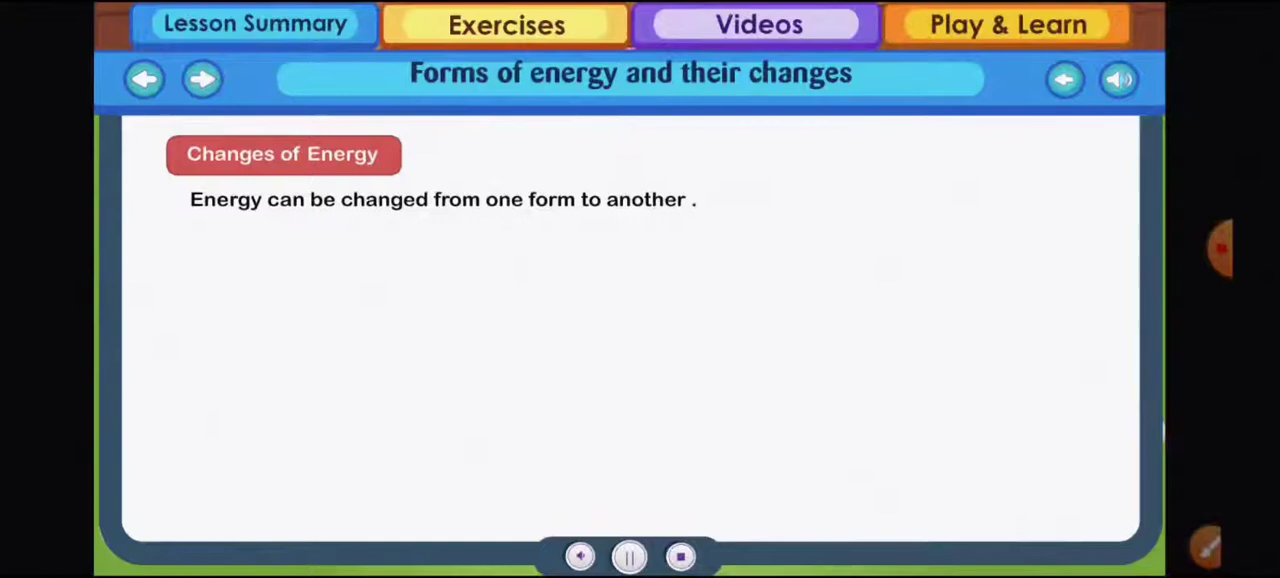 Lesson Summary
Exercises
Videos
Play & Learn
Forms of energy and their changes
Changes of Energy
Energy can be changed from one form to another .